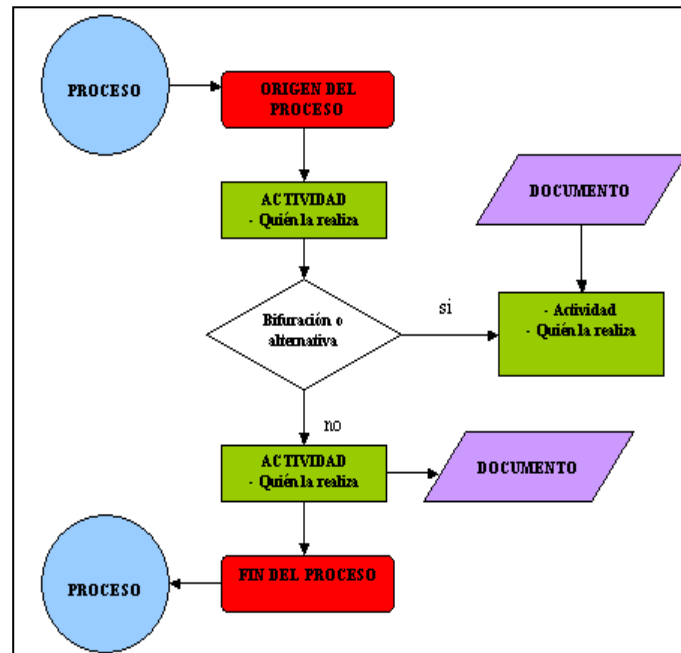 PROCESO
ORIGEN DEL
PROCESO
ACTIVIDAD
- Quién la realiza
DOCUMENTO
Bifuración o
alternativa
si
- Actividad
- Quién la realiza
no
ACTIVIDAD
- Quién la realiza
DOCUMENTO
FIN DEL PROCESO
PROCESO